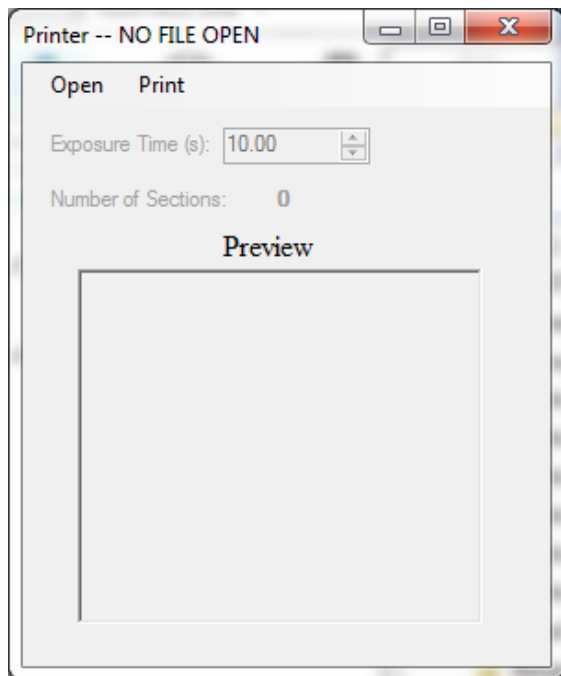 Printer -- NO FILE OPEN
Open Print
Exposure Time (s): 10.00
Number of Sections: 0
Preview